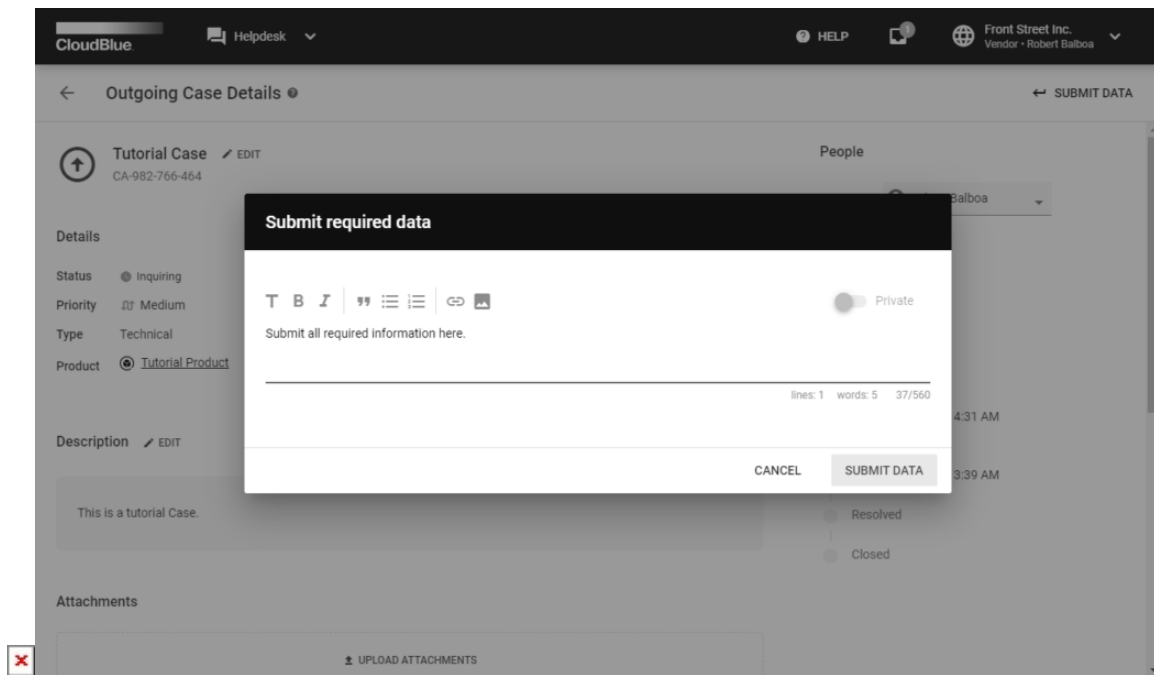 CloudBlue.
Helpdesk
HELP
1
Front Street Inc.
Vendor • Robert Balboa
Outgoing Case Details
SUBMIT DATA
Tutorial Case EDIT
CA-982-766-464
People
Balboa
Details
Status Inquiring
Priority Medium
Type Technical
Product Tutorial Product
Submit required data
T B I
Private
Submit all required information here.
lines: 1 words: 5 37/560
CANCEL
SUBMIT DATA
4:31 AM
3:39 AM
Description EDIT
This is a tutorial Case.
Resolved
Closed
Attachments
UPLOAD ATTACHMENTS